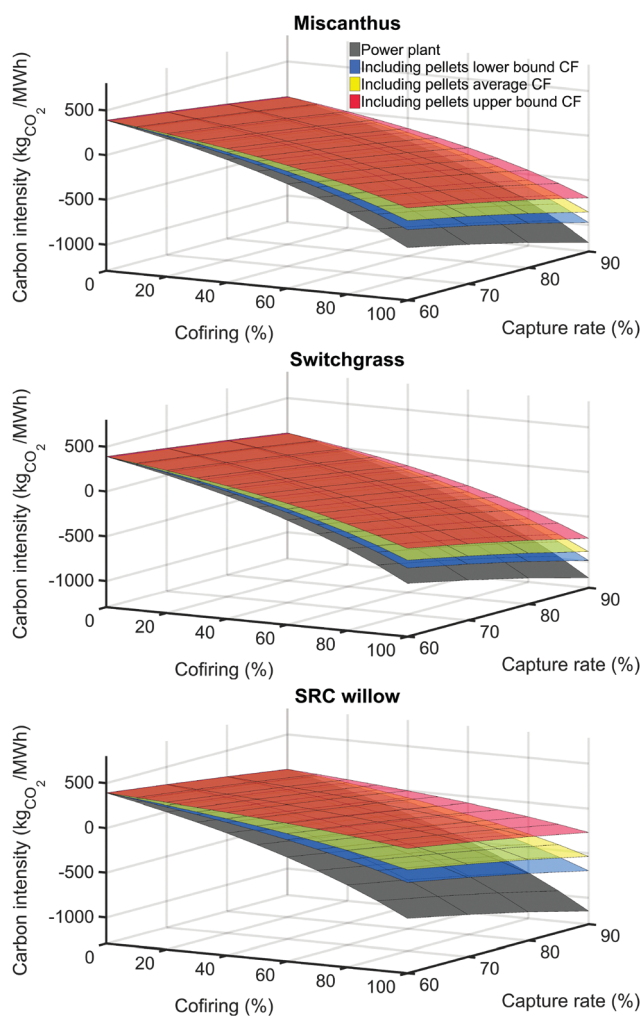 Miscanthus
Power plant
Including pellets lower bound CF
Including pellets average CF
Including pellets upper bound CF
Carbon intensity (kgCO2/MWh)
500
0
-500
-1000
0
20
40
60
80
100
Cofiring (%)
60
70
80
90
Capture rate (%)
Switchgrass
Carbon intensity (kgCO2/MWh)
500
0
-500
-1000
0
20
40
60
80
100
Cofiring (%)
60
70
80
90
Capture rate (%)
SRC willow
Carbon intensity (kgCO2/MWh)
500
0
-500
-1000
0
20
40
60
80
100
Cofiring (%)
60
70
80
90
Capture rate (%)